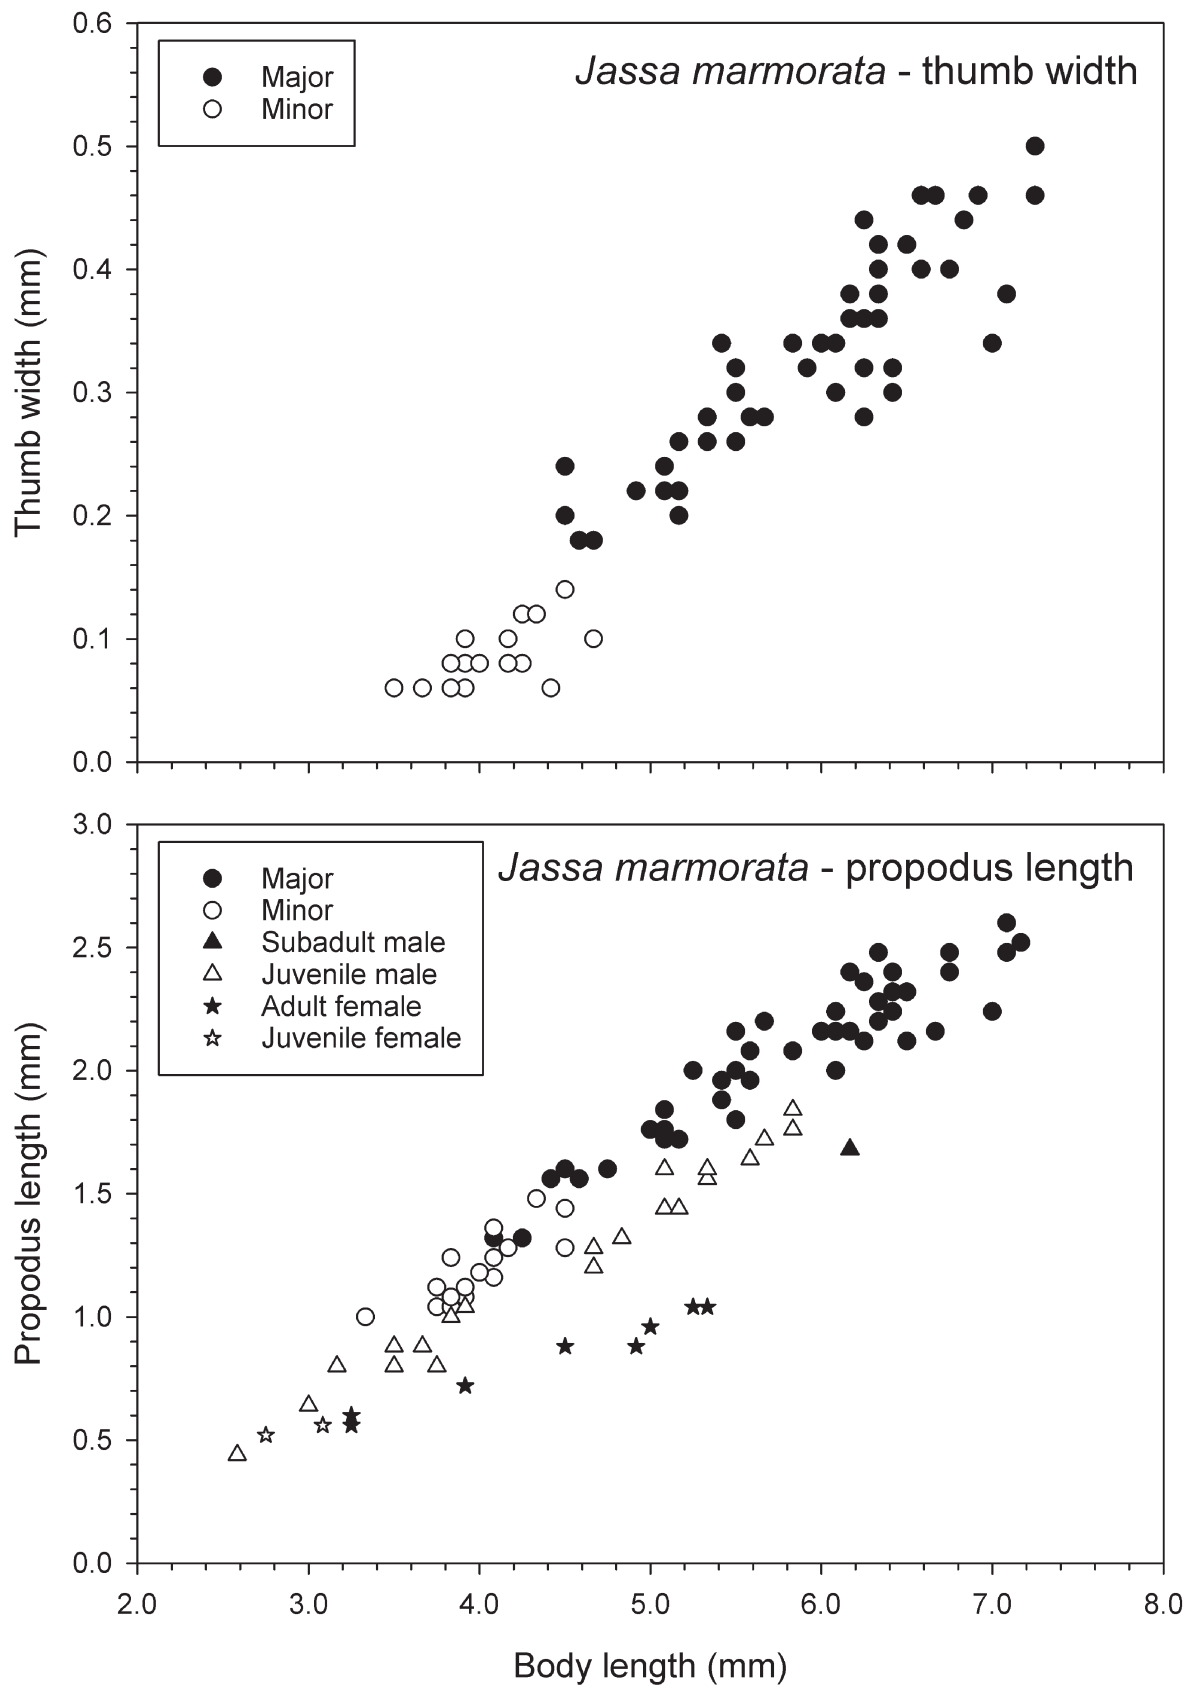 0.6
Major
Minor
Jassa marmorata - thumb width
0.5
0.4
0.3
0.2
0.1
0.0
Thumb width (mm)
3.0
Major
Minor
Subadult male
Juvenile male
Adult female
Juvenile female
Jassa marmorata - propodus length
2.5
2.0
1.5
1.0
0.5
0.0
Propodus length (mm)
2.0 3.0 4.0 5.0 6.0 7.0 8.0
Body length (mm)